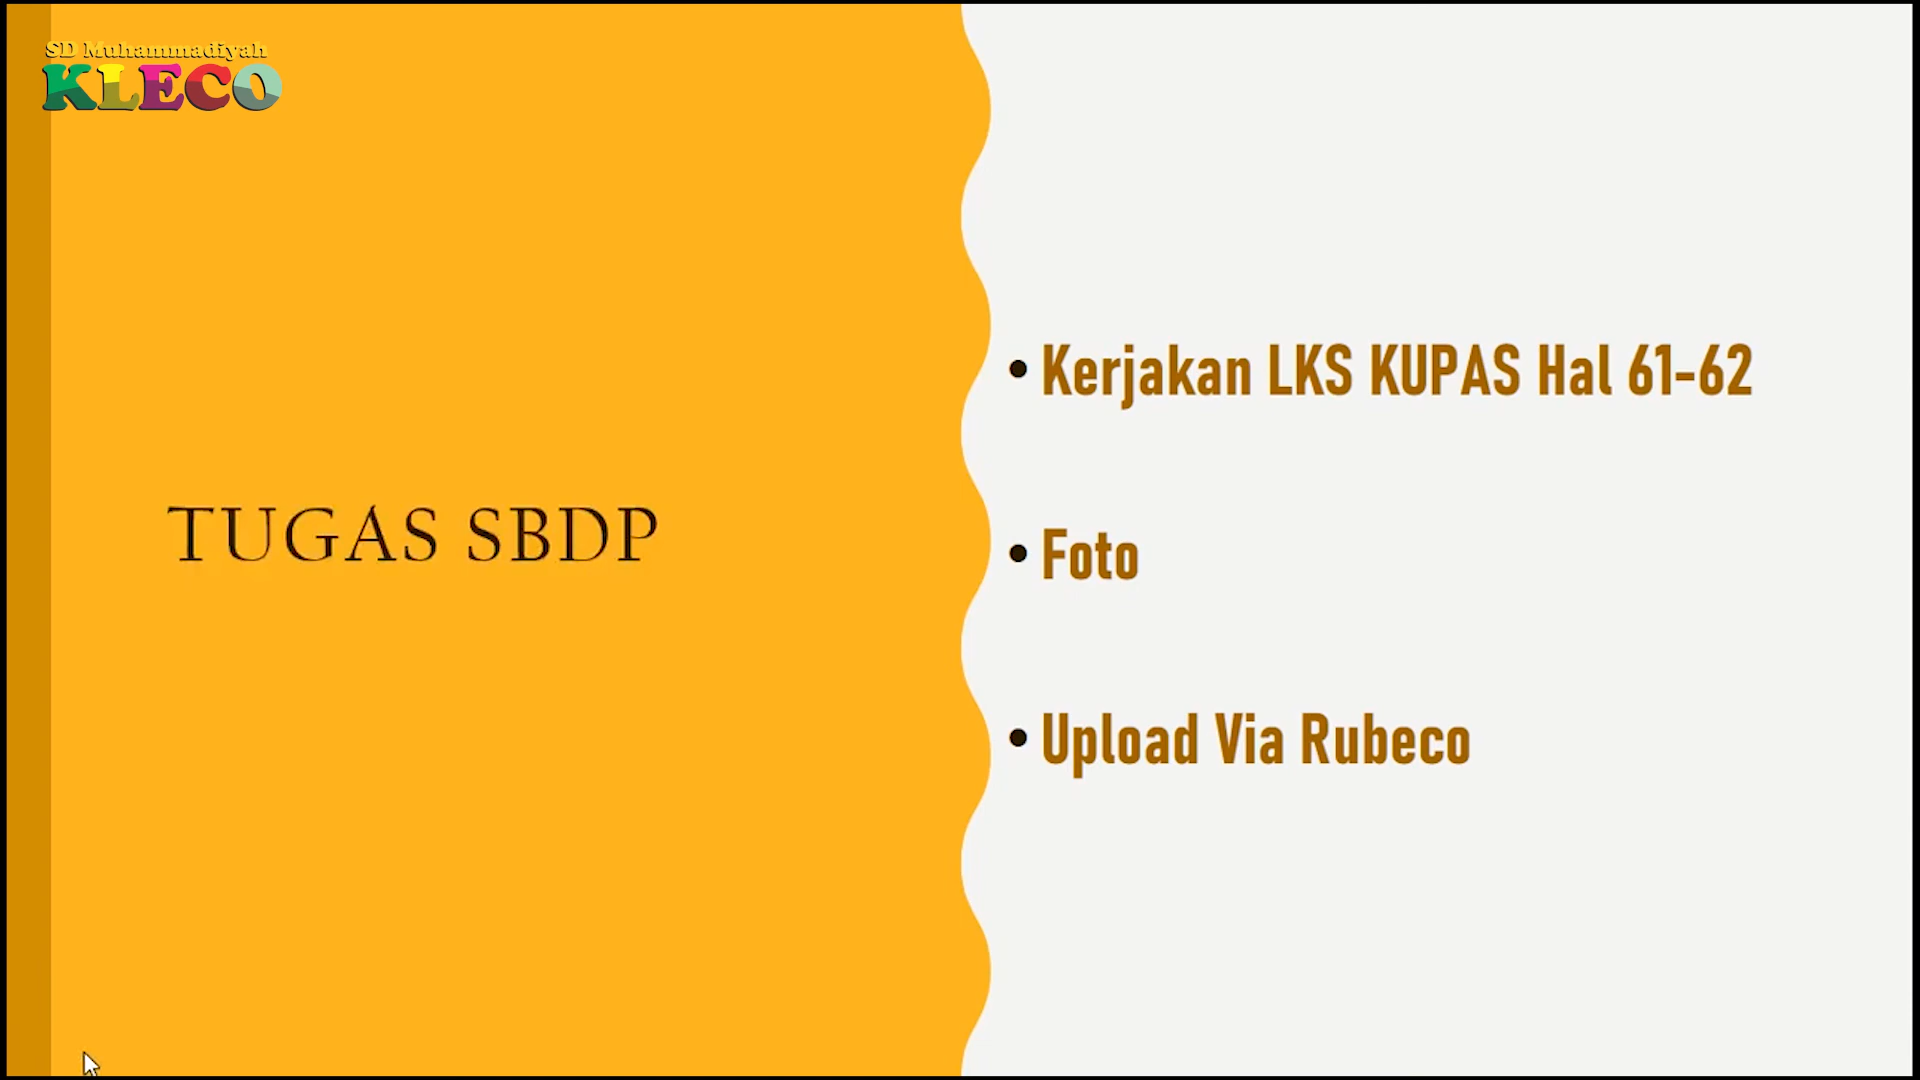 SD Muhammadiyah
KLECO
TUGAS SBDP
• Kerjakan LKS KUPAS Hal 61-62
• Foto
• Upload Via Rubeco